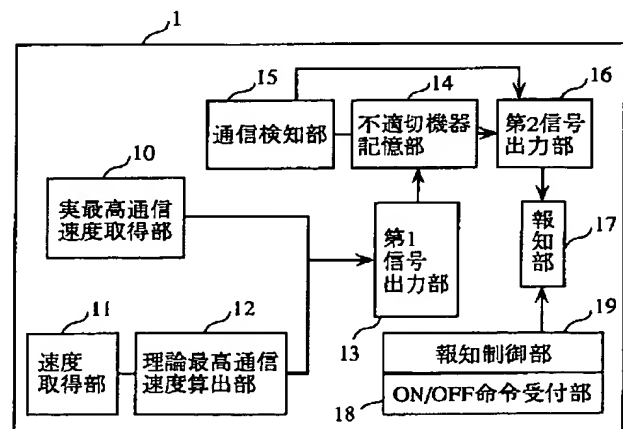 1
15
14
16
通信検知部
不適切機器
記憶部
第2信号
出力部
10
実最高通信
速度取得部
第1
信号
出力部
13
報
知
部
17
11
12
19
速度
取得部
理論最高通信
速度算出部
報知制御部
18
ON/OFF命令受付部